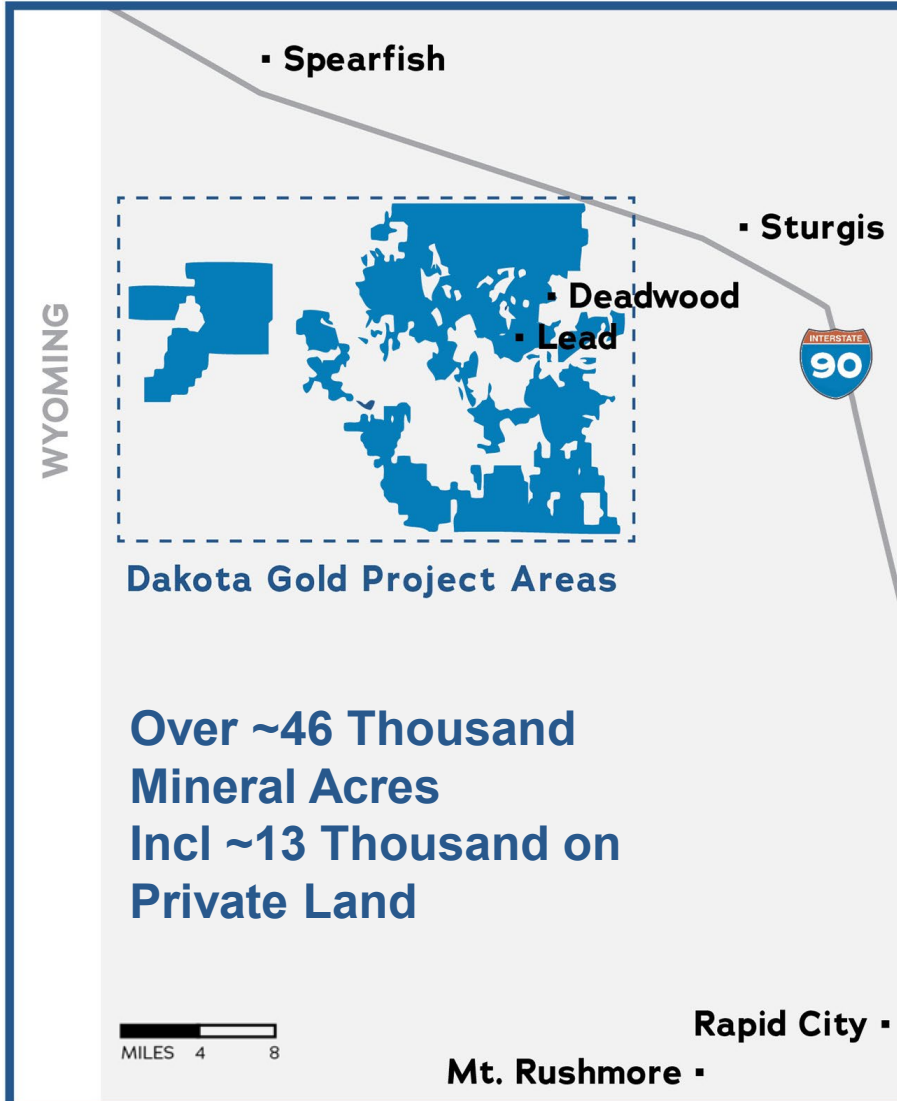 Spearfish
Sturgis
Deadwood
Lead
WYOMING
INTERSTATE
90
Dakota Gold Project Areas
Over ~46 Thousand
Mineral Acres
Incl ~13 Thousand on
Private Land
Rapid City
MILES 4 8
Mt. Rushmore